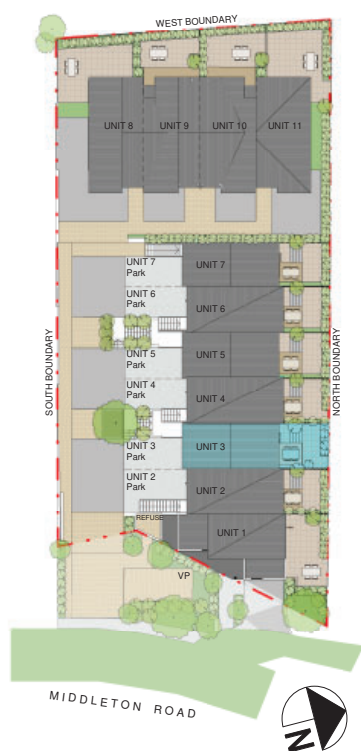 WEST BOUNDARY
UNIT 8
UNIT 9
UNIT 10
UNIT 11
UNIT 7
Park
UNIT 7
UNIT 6
Park
UNIT 6
UNIT 5
Park
UNIT 5
UNIT 4
Park
UNIT 4
UNIT 3
Park
UNIT 3
UNIT 2
Park
UNIT 2
SOUTH BOUNDARY
NORTH BOUNDARY
REFUSE
UNIT 1
VP
MIDDLETON ROAD
N